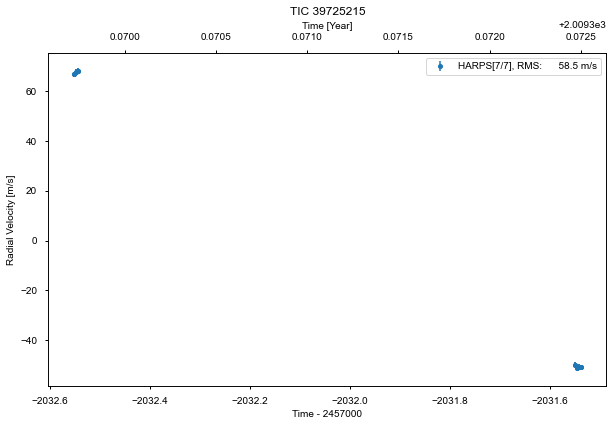 TIC 39725215
Time [Year]
+2.0093e3
0.0700 0.0705 0.0710 0.0715 0.0720 0.0725
HARPS[7/7], RMS: 58.5 m/s
60
40
20
0
−20
−40
Radial Velocity [m/s]
−2032.6 −2032.4 −2032.2 −2032.0 −2031.8 −2031.6
Time - 2457000